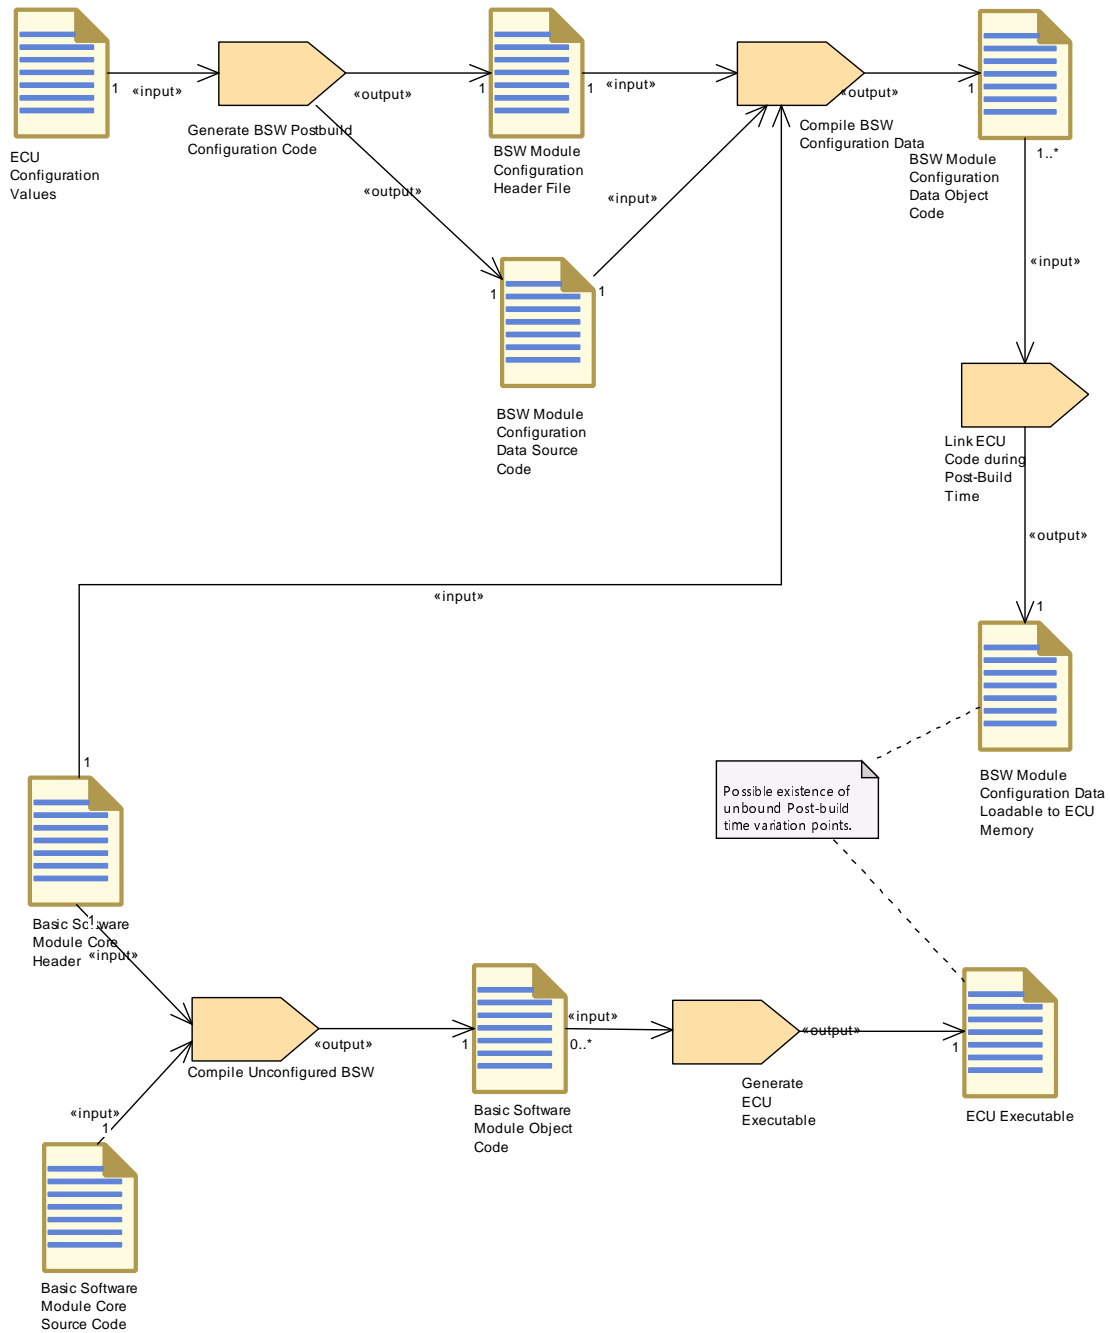 1
«input»
«output»
1
1
«input»
«output»
1
Generate BSW Postbuild
Configuration Code
Compile BSW
Configuration Data
ECU
Configuration
Values
BSW Module
Configuration
Header File
BSW Module
Configuration
Data Object
Code
1..*
«output»
«input»
«input»
1
1
BSW Module
Configuration
Data Source
Code
Link ECU
Code during
Post-Build
Time
«output»
«input»
1
1
Possible existence of
unbound Post-build
time variation points.
BSW Module
Configuration Data
Loadable to ECU
Memory
1
Basic Software
Module Core
Header
«input»
«input»
1
Compile Unconfigured BSW
«output»
1
«input»
0..*
«output»
1
Generate
ECU
Executable
Basic Software
Module Object
Code
ECU Executable
Basic Software
Module Core
Source Code